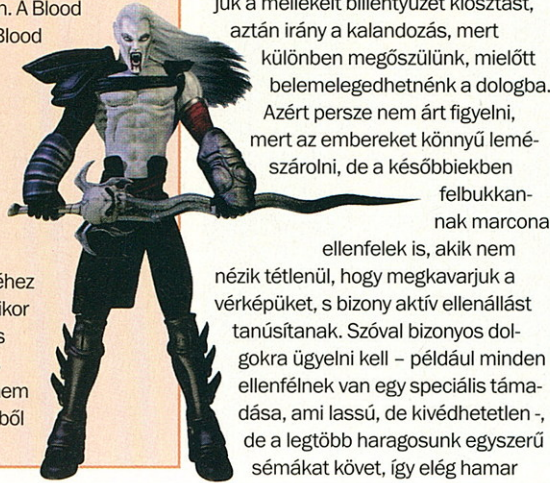 n. A Blood
Blood
éhez
ikor
s
em
ből
juk a mellékelt billentyűzet kiosztást,
aztán irány a kalandozás, mert
különben megőszülünk, mielőtt
belemelegedhetnénk a dologba.
Azért persze nem árt figyelni,
mert az embereket könnyű lemé-
szárolni, de a későbbiekben
felbukkan-
nak marcona
ellenfelek is, akik nem
nézik tétlenül, hogy megkavarjuk a
vérképüket, s bizony aktív ellenállást
tanúsítanak. Szóval bizonyos dol-
gokra ügyelni kell – például minden
ellenfélnek van egy speciális táma-
dása, ami lassú, de kivédhetetlen -,
de a legtöbb haragosunk egyszerű
sémákat követ, így elég hamar